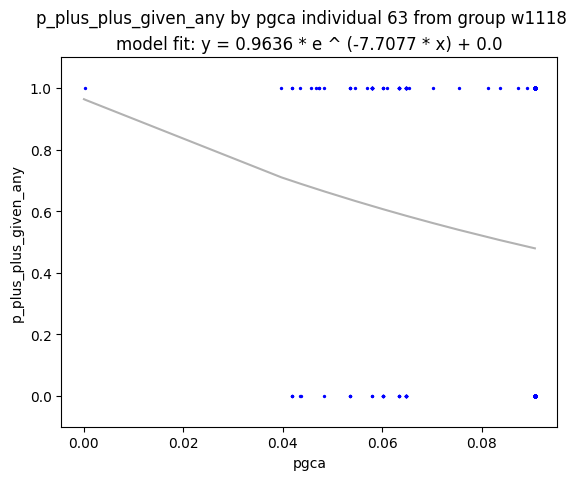 p_plus_plus_given_any by pgca individual 63 from group w1118
model fit: y = 0.9636 * e ^ (-7.7077 * x) + 0.0
1.0
0.8
0.6
0.4
0.2
0.0
p_plus_plus_given_any
0.00 0.02 0.04 0.06 0.08
pgca